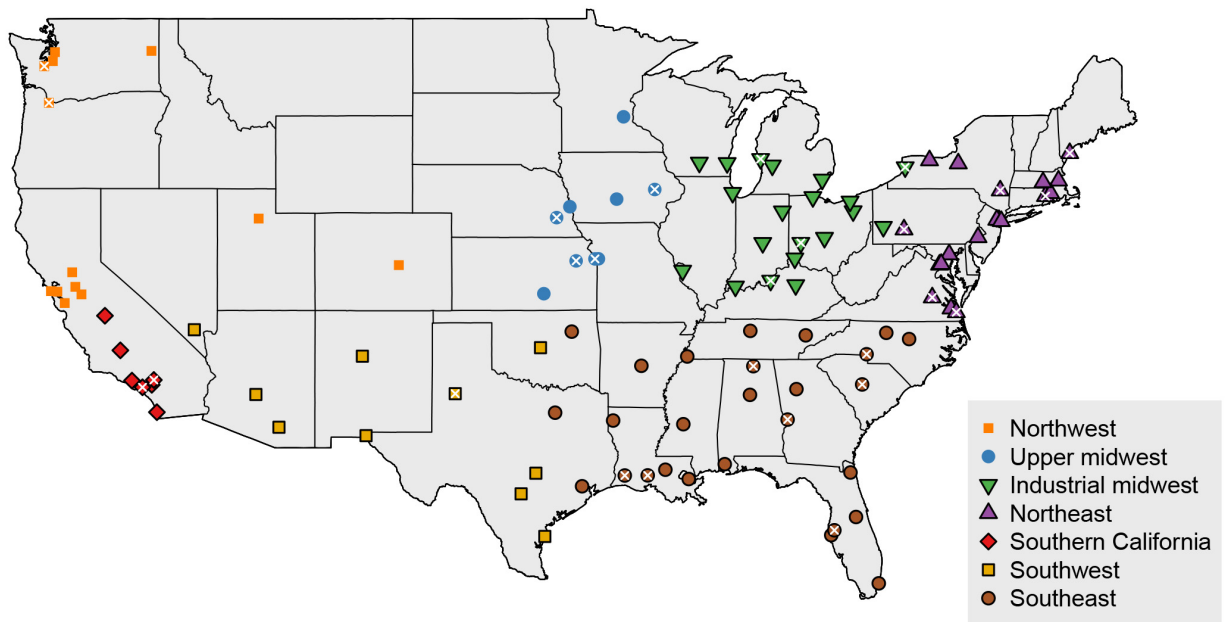 Northwest
Upper midwest
Industrial midwest
Northeast
Southern California
Southwest
Southeast